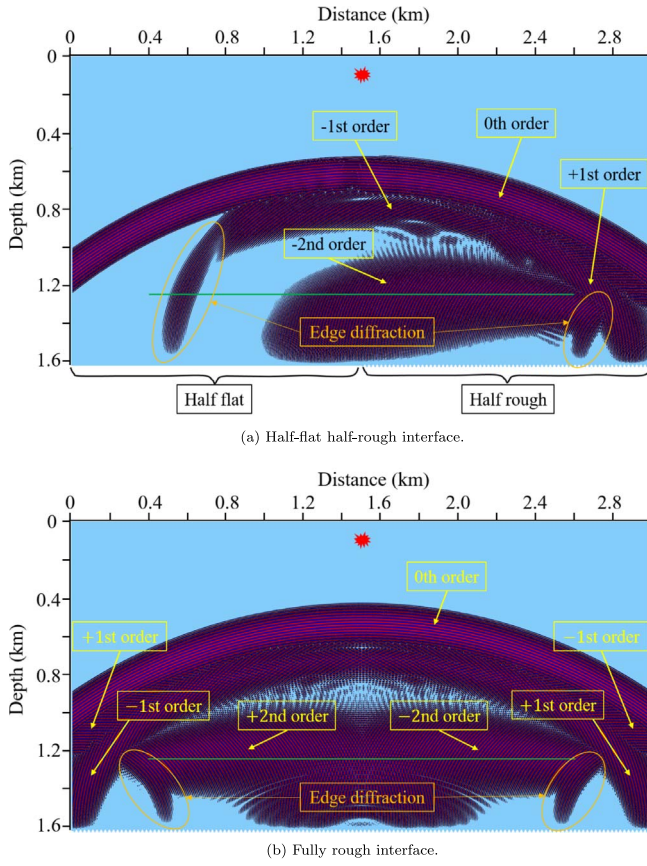 Distance (km)
0 0.4 0.8 1.2 1.6 2.0 2.4 2.8
0
0.4
0.8
1.2
1.6
Depth (km)
-1st order
0th order
+1st order
-2nd order
Edge diffraction
Half flat
Half rough
(a) Half-flat half-rough interface.
Distance (km)
0 0.4 0.8 1.2 1.6 2.0 2.4 2.8
0
0.4
0.8
1.2
1.6
Depth (km)
0th order
+1st order
−1st order
−1st order
+2nd order
−2nd order
+1st order
Edge diffraction
(b) Fully rough interface.